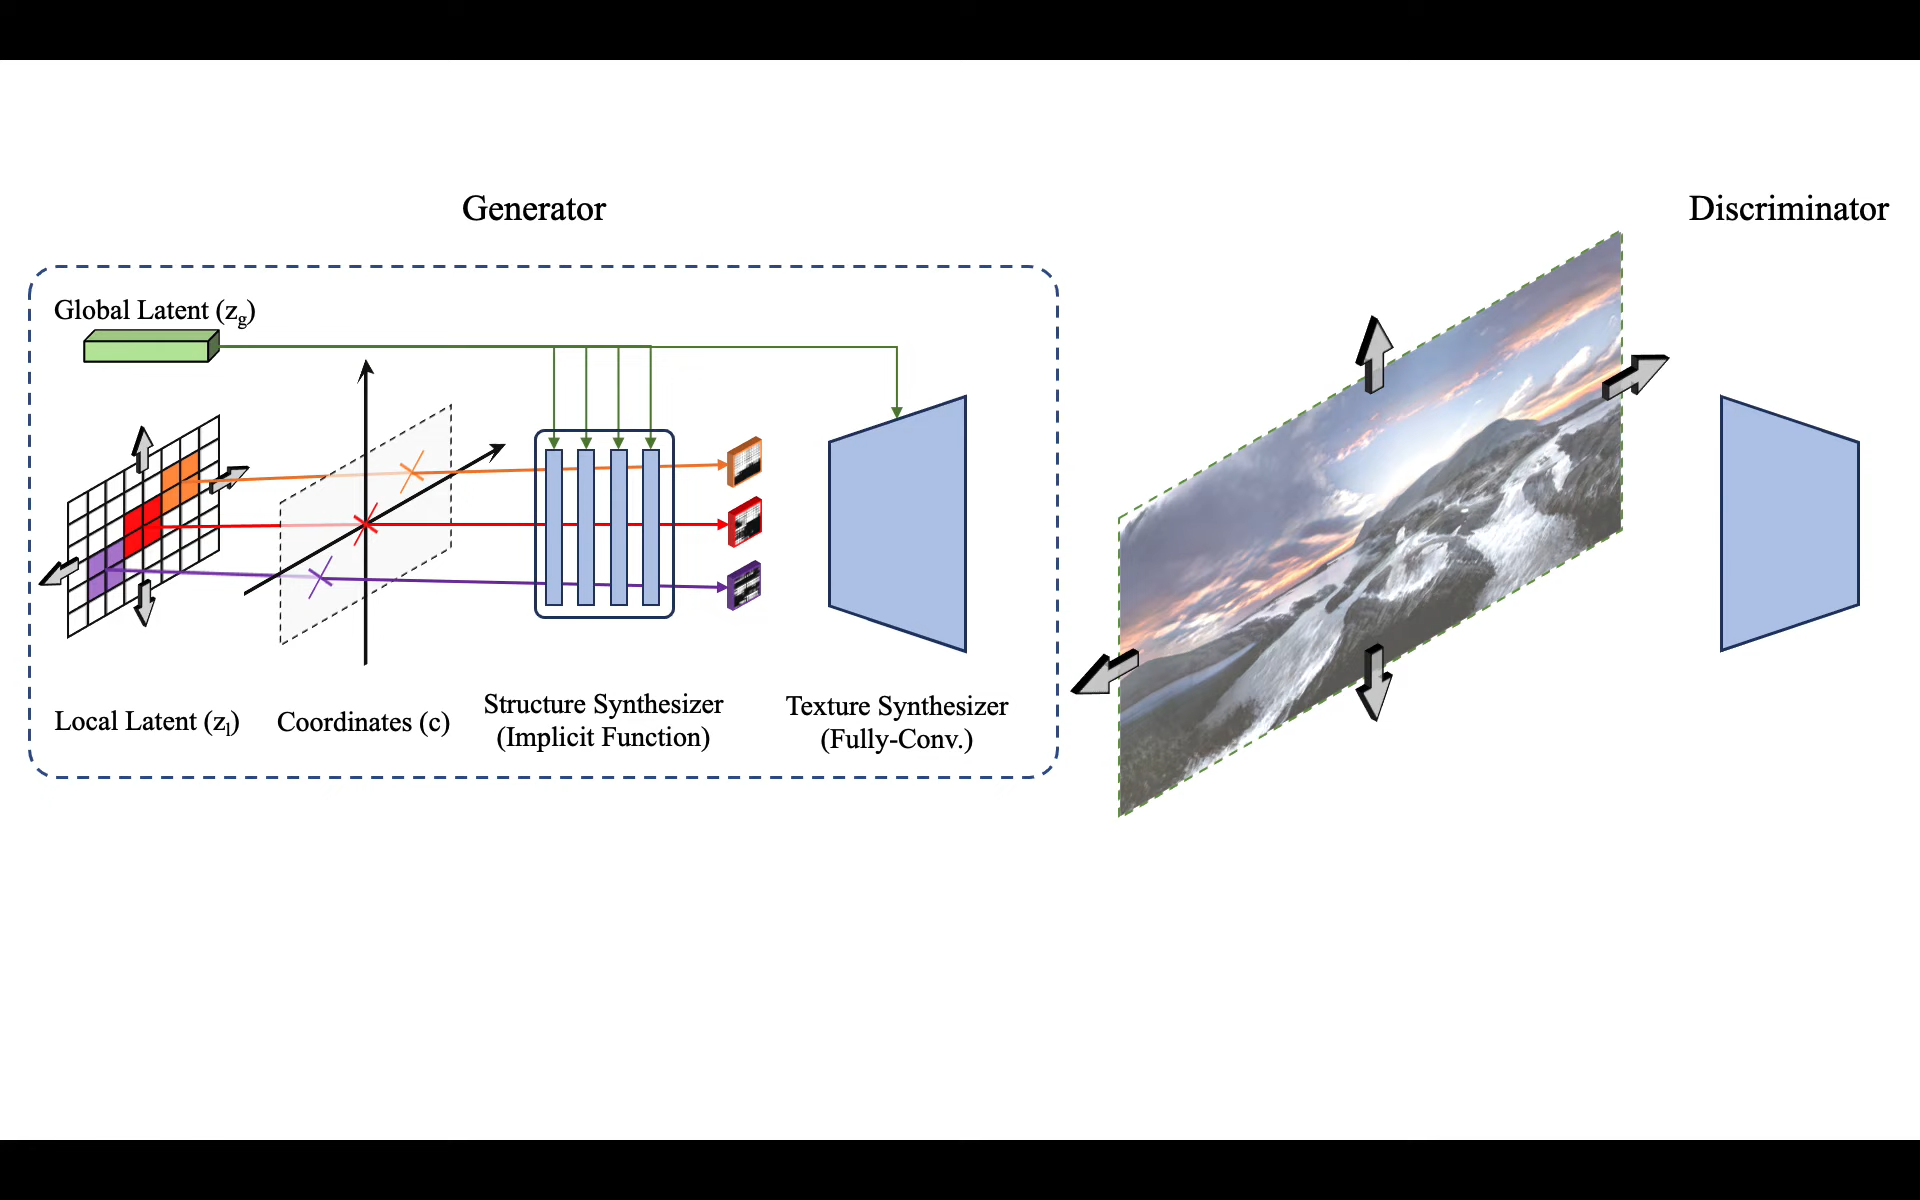 Generator
Discriminator
Global Latent (zg)
Local Latent (zl)
Coordinates (c)
Structure Synthesizer
(Implicit Function)
Texture Synthesizer
(Fully-Conv.)